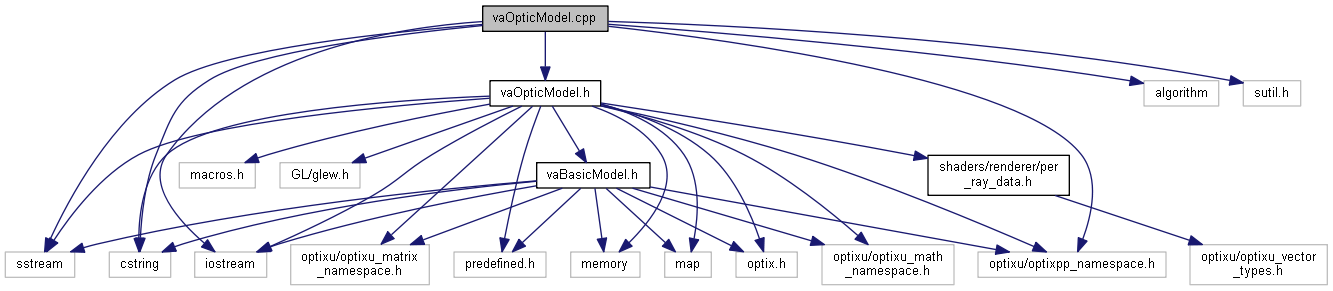 vaOpticModel.cpp
vaOpticModel.h
algorithm
sutil.h
macros.h
GL/glew.h
vaBasicModel.h
shaders/renderer/per
_ray_data.h
sstream
cstring
iostream
optixu/optixu_matrix
_namespace.h
predefined.h
memory
map
optix.h
optixu/optixu_math
_namespace.h
optixu/optixpp_namespace.h
optixu/optixu_vector
_types.h